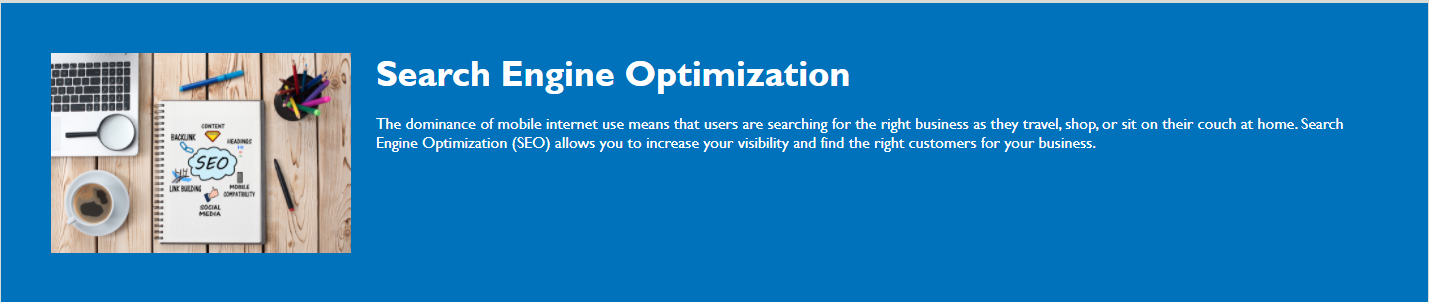 Search Engine Optimization
The dominance of mobile internet use means that users are searching for the right business as they travel, shop, or sit on their couch at home. Search
Engine Optimization (SEO) allows you to increase your visibility and find the right customers for your business.
CONTENT
BACKLINK
HEADINGS
SEO
LINK BUILDING
MOBILE
COMPATIBILITY
SOCIAL
MEDIA